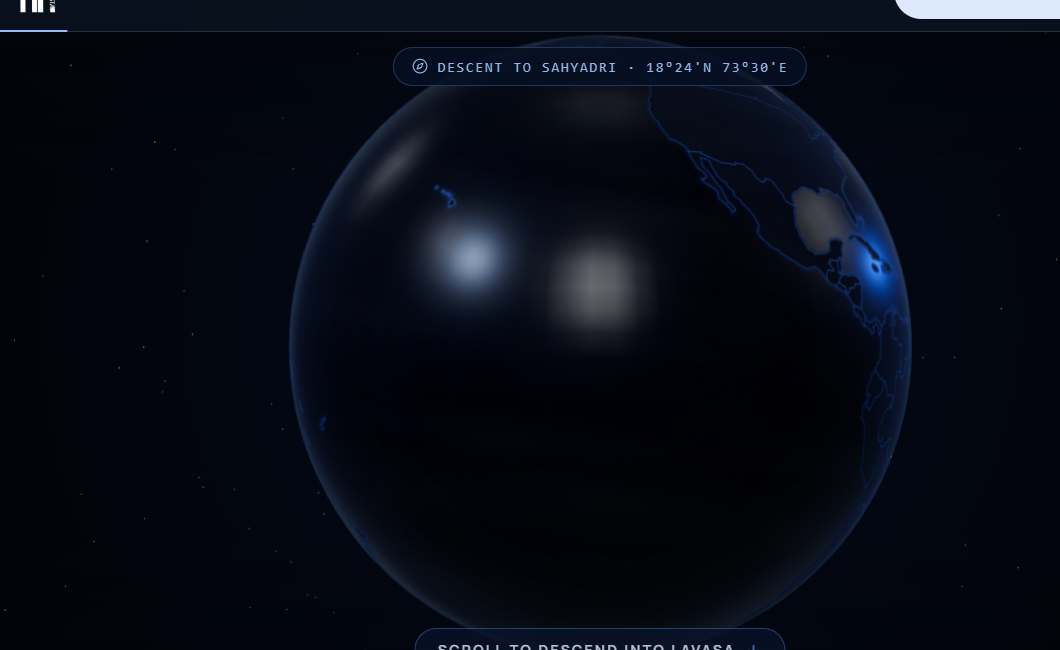 DESCENT TO SAHYADRI · 18°24'N 73°30'E
SCROLL TO DESCEND INTO LAVASA